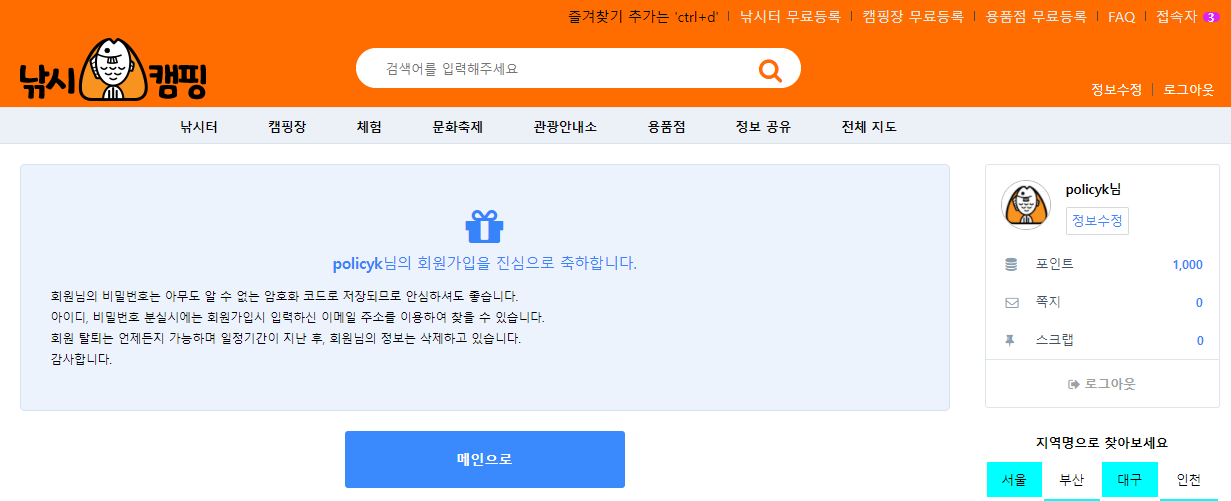 즐겨찾기 추가는 'ctrl+d' | 낚시터 무료등록 | 캠핑장 무료등록 | 용품점 무료등록 | FAQ | 접속자 3
낚시 캠핑
검색어를 입력해주세요
정보수정 | 로그아웃
낚시터 캠핑장 체험 문화축제 관광안내소 용품점 정보 공유 전체 지도
policyk님의 회원가입을 진심으로 축하합니다.
회원님의 비밀번호는 아무도 알 수 없는 암호화 코드로 저장되므로 안심하셔도 좋습니다.
아이디, 비밀번호 분실시에는 회원가입시 입력하신 이메일 주소를 이용하여 찾을 수 있습니다.
회원 탈퇴는 언제든지 가능하며 일정기간이 지난 후, 회원님의 정보는 삭제하고 있습니다.
감사합니다.
메인으로
policyk님
정보수정
포인트 1,000
쪽지 0
스크랩 0
로그아웃
지역명으로 찾아보세요
서울 부산 대구 인천